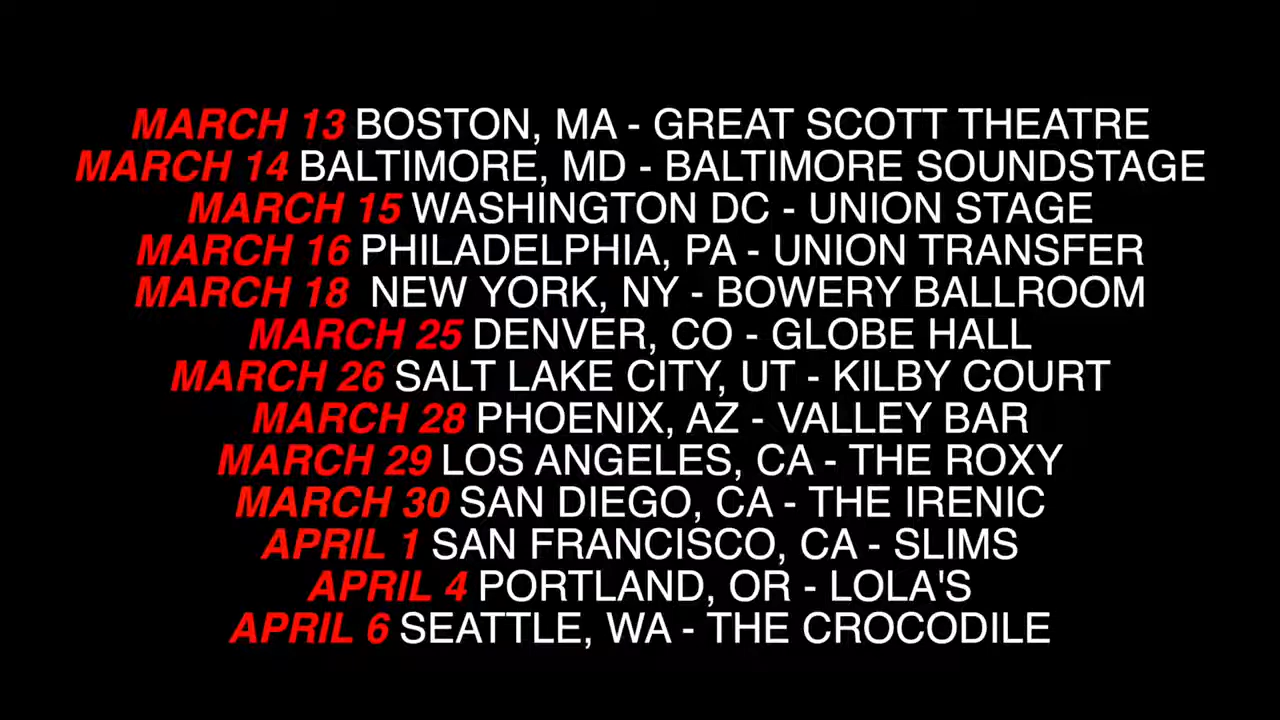 MARCH 13 BOSTON, MA - GREAT SCOTT THEATRE
MARCH 14 BALTIMORE, MD - BALTIMORE SOUNDSTAGE
MARCH 15 WASHINGTON DC - UNION STAGE
MARCH 16 PHILADELPHIA, PA - UNION TRANSFER
MARCH 18 NEW YORK, NY - BOWERY BALLROOM
MARCH 25 DENVER, CO - GLOBE HALL
MARCH 26 SALT LAKE CITY, UT - KILBY COURT
MARCH 28 PHOENIX, AZ - VALLEY BAR
MARCH 29 LOS ANGELES, CA - THE ROXY
MARCH 30 SAN DIEGO, CA - THE IRENIC
APRIL 1 SAN FRANCISCO, CA - SLIMS
APRIL 4 PORTLAND, OR - LOLA'S
APRIL 6 SEATTLE, WA - THE CROCODILE